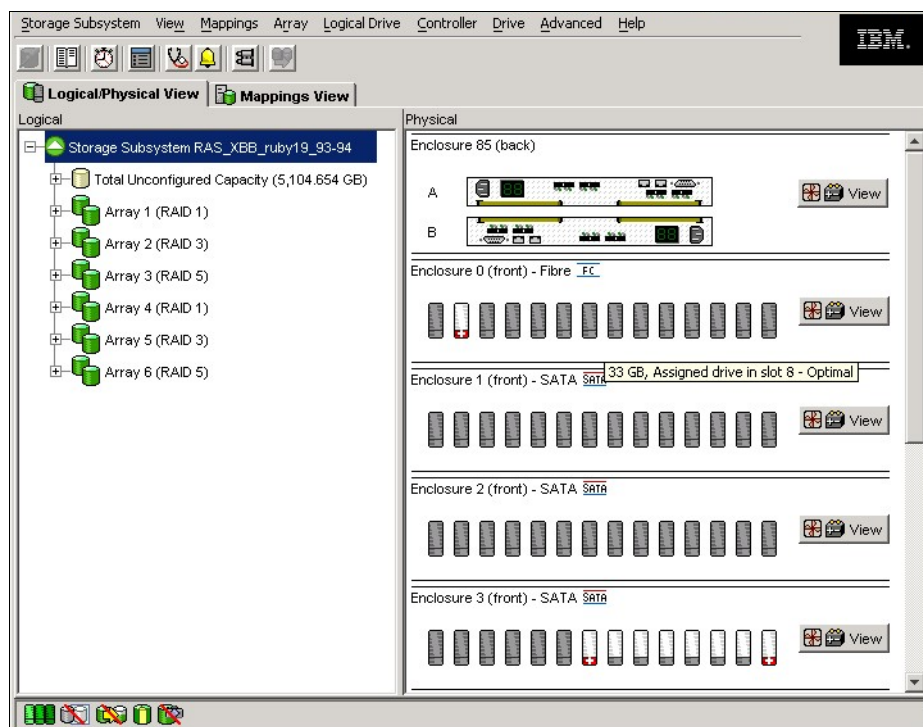 Storage Subsystem View Mappings Array Logical Drive Controller Drive Advanced Help
IBM.
Logical/Physical View Mappings View
Logical
Storage Subsystem RAS_XBB_ruby19_93-94
Total Unconfigured Capacity (5,104.654 GB)
Array 1 (RAID 1)
Array 2 (RAID 3)
Array 3 (RAID 5)
Array 4 (RAID 1)
Array 5 (RAID 3)
Array 6 (RAID 5)
Physical
Enclosure 85 (back)
A
88
View
B
88
Enclosure 0 (front) - Fibre FC
View
33 GB, Assigned drive in slot 8 - Optimal
Enclosure 1 (front) - SATA SATA
View
Enclosure 2 (front) - SATA SATA
View
Enclosure 3 (front) - SATA SATA
View